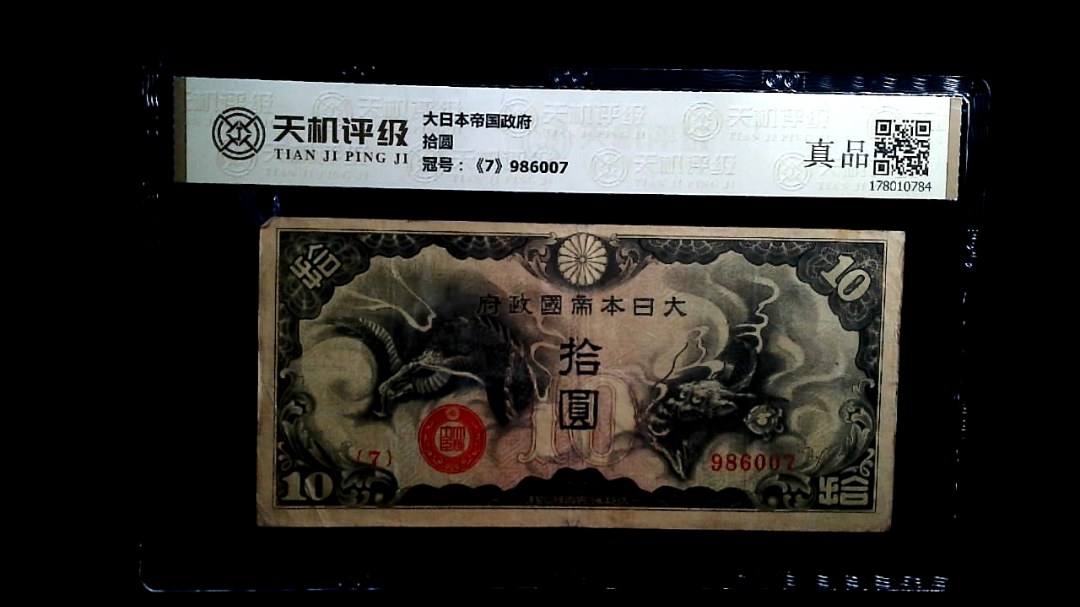 天机评级
TIAN JI PING JI
大日本帝国政府
拾圆
冠号：《7》986007
真品
178010784
拾
10
府政國帝本日大
拾
圓
10
{7}
986007
10
拾